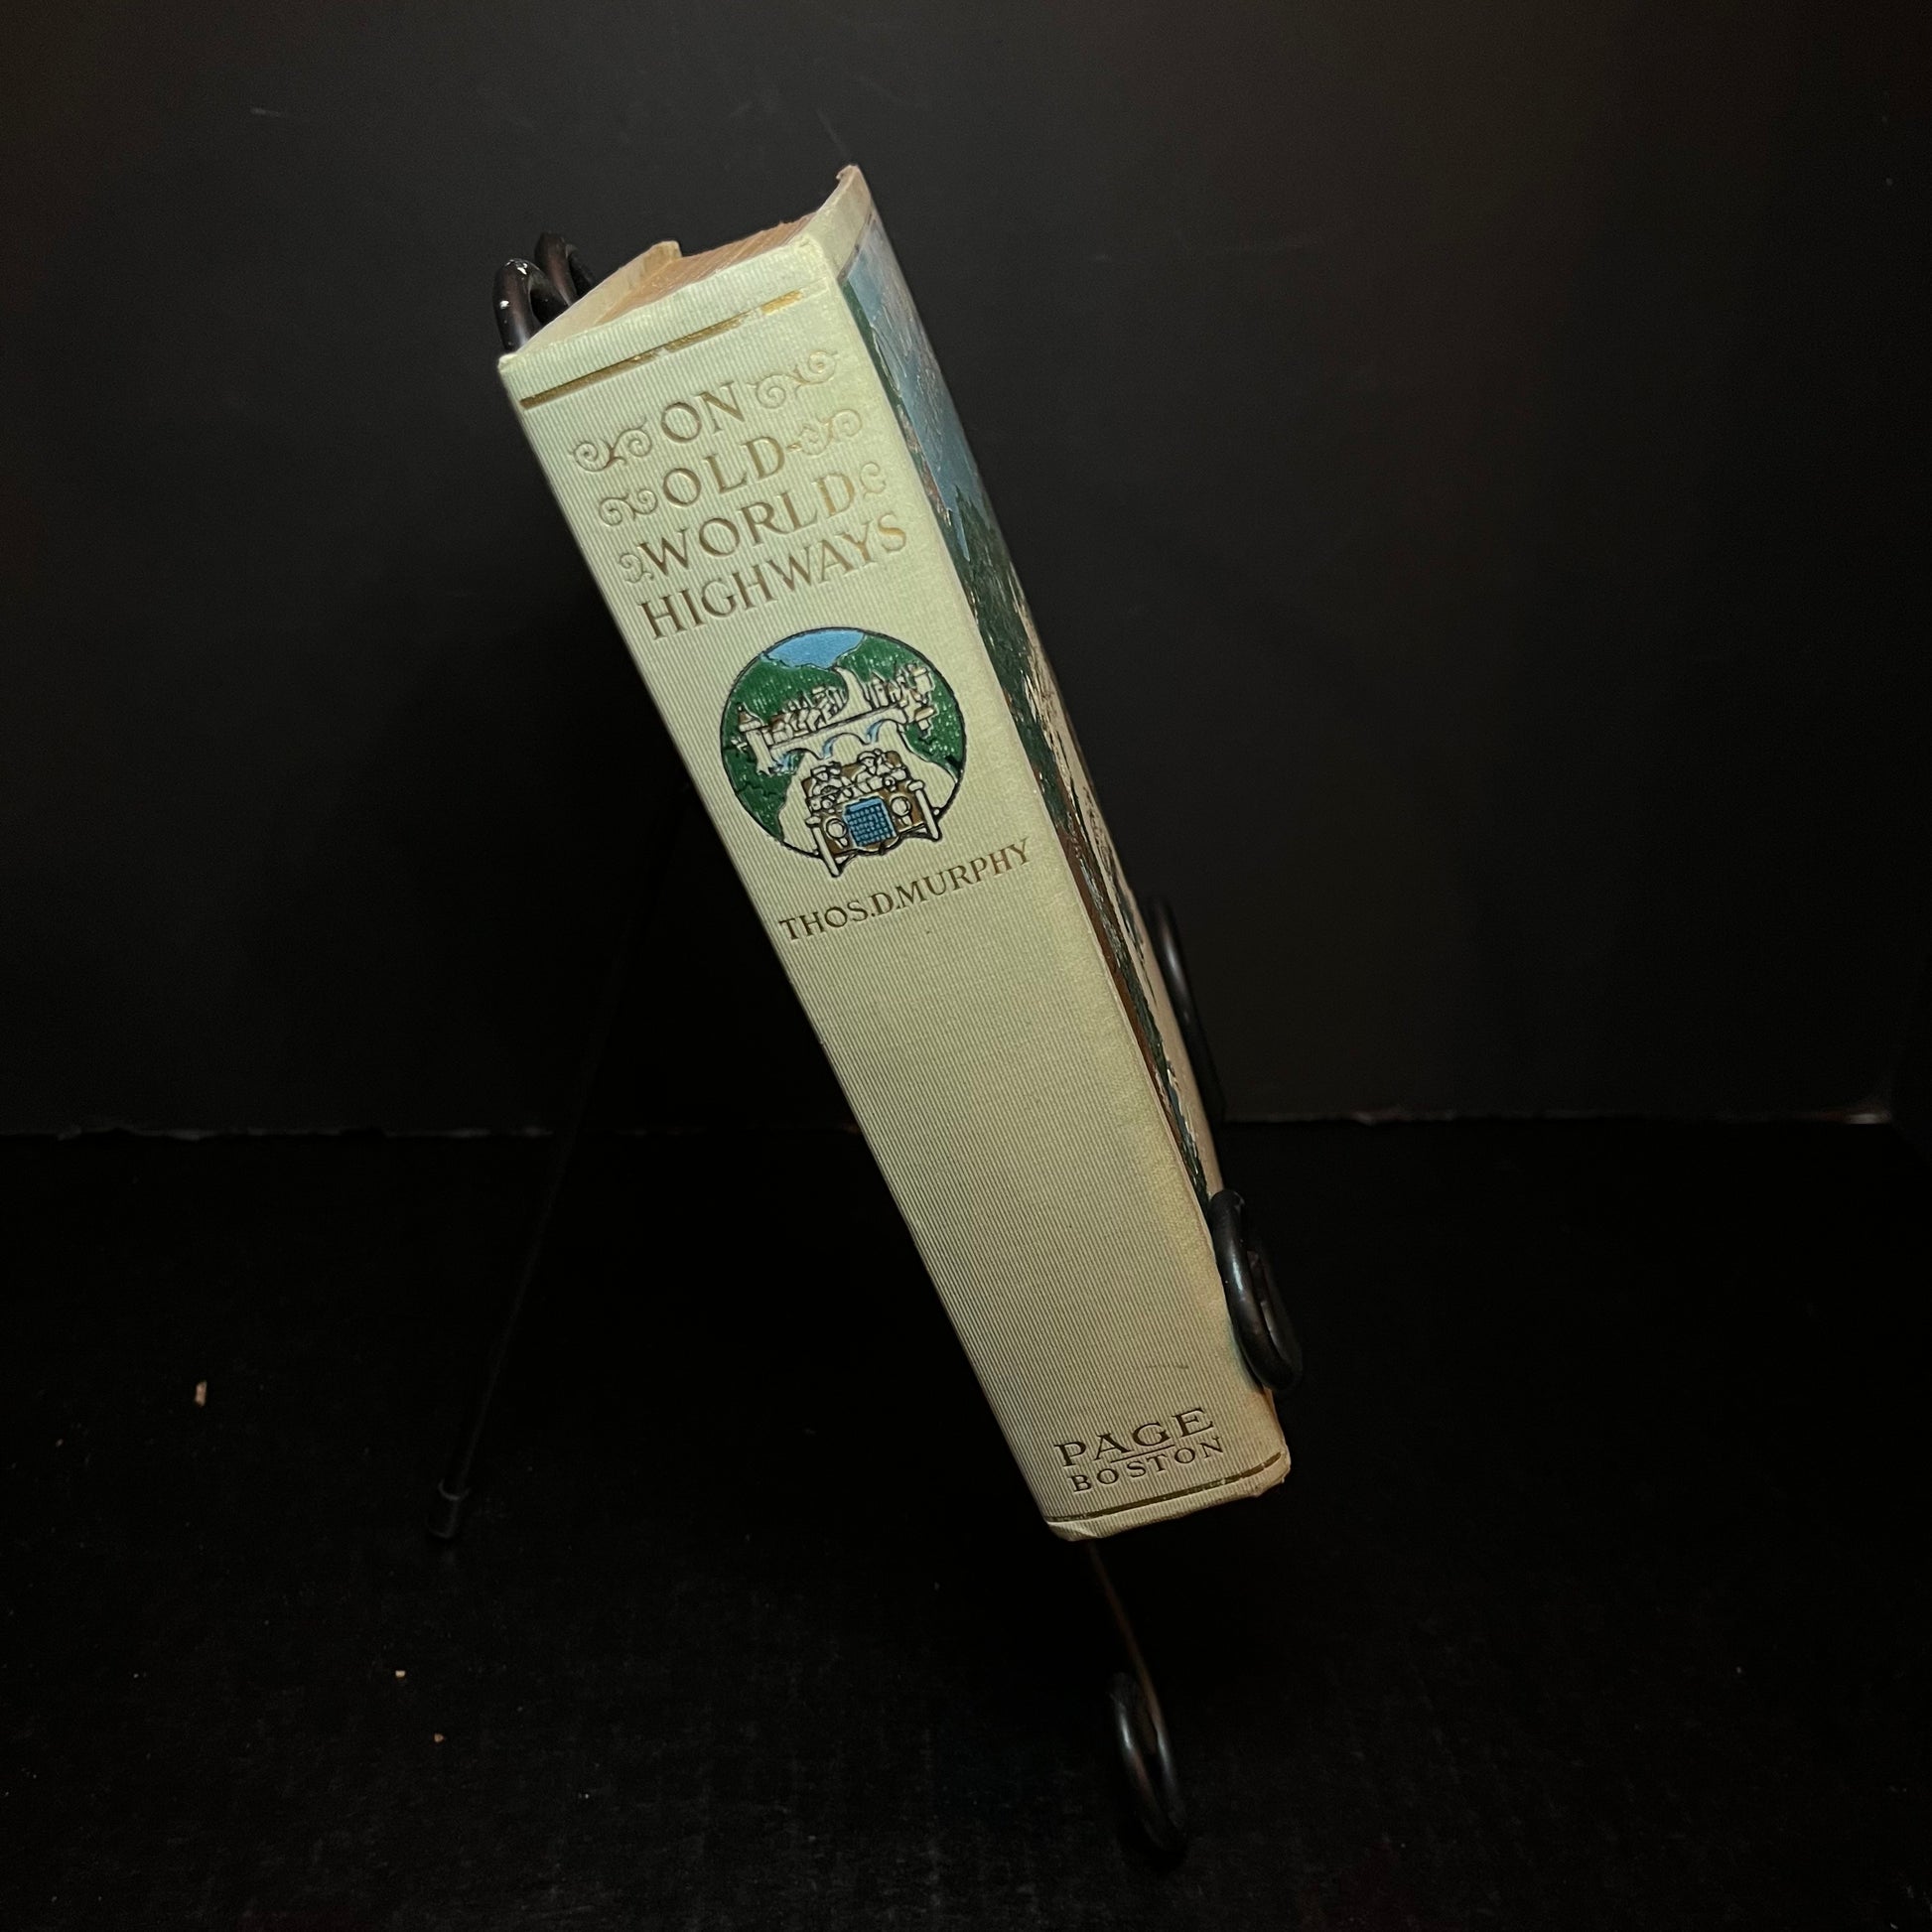 ON
OLD-
WORLD
HIGHWAYS
THOS.D.MURPHY
PAGE
BOSTON